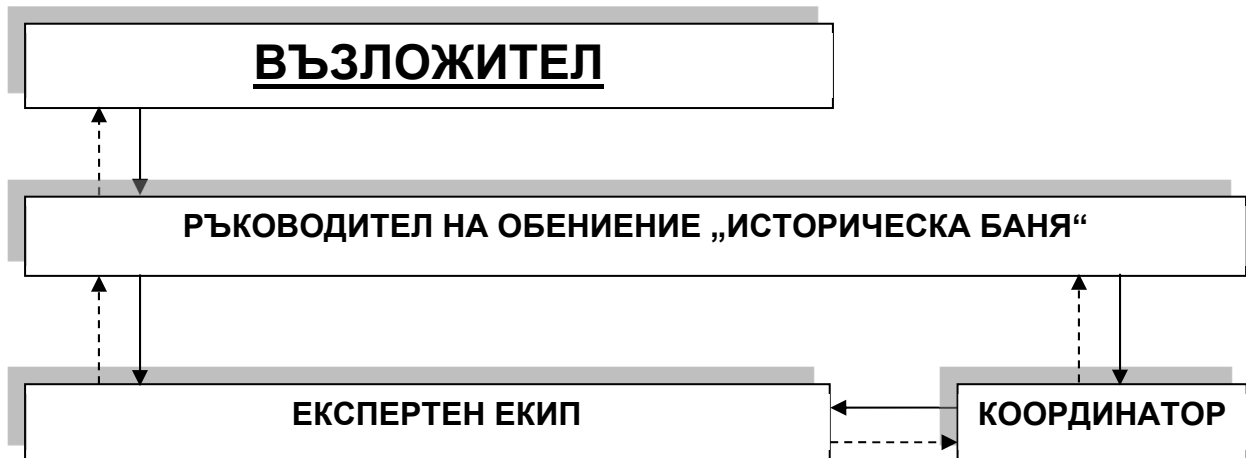 ВЪЗЛОЖИТЕЛ
РЪКОВОДИТЕЛ НА ОБЕНИЕНИЕ „ИСТОРИЧЕСКА БАНЯ“
ЕКСПЕРТЕН ЕКИП
КООРДИНАТОР